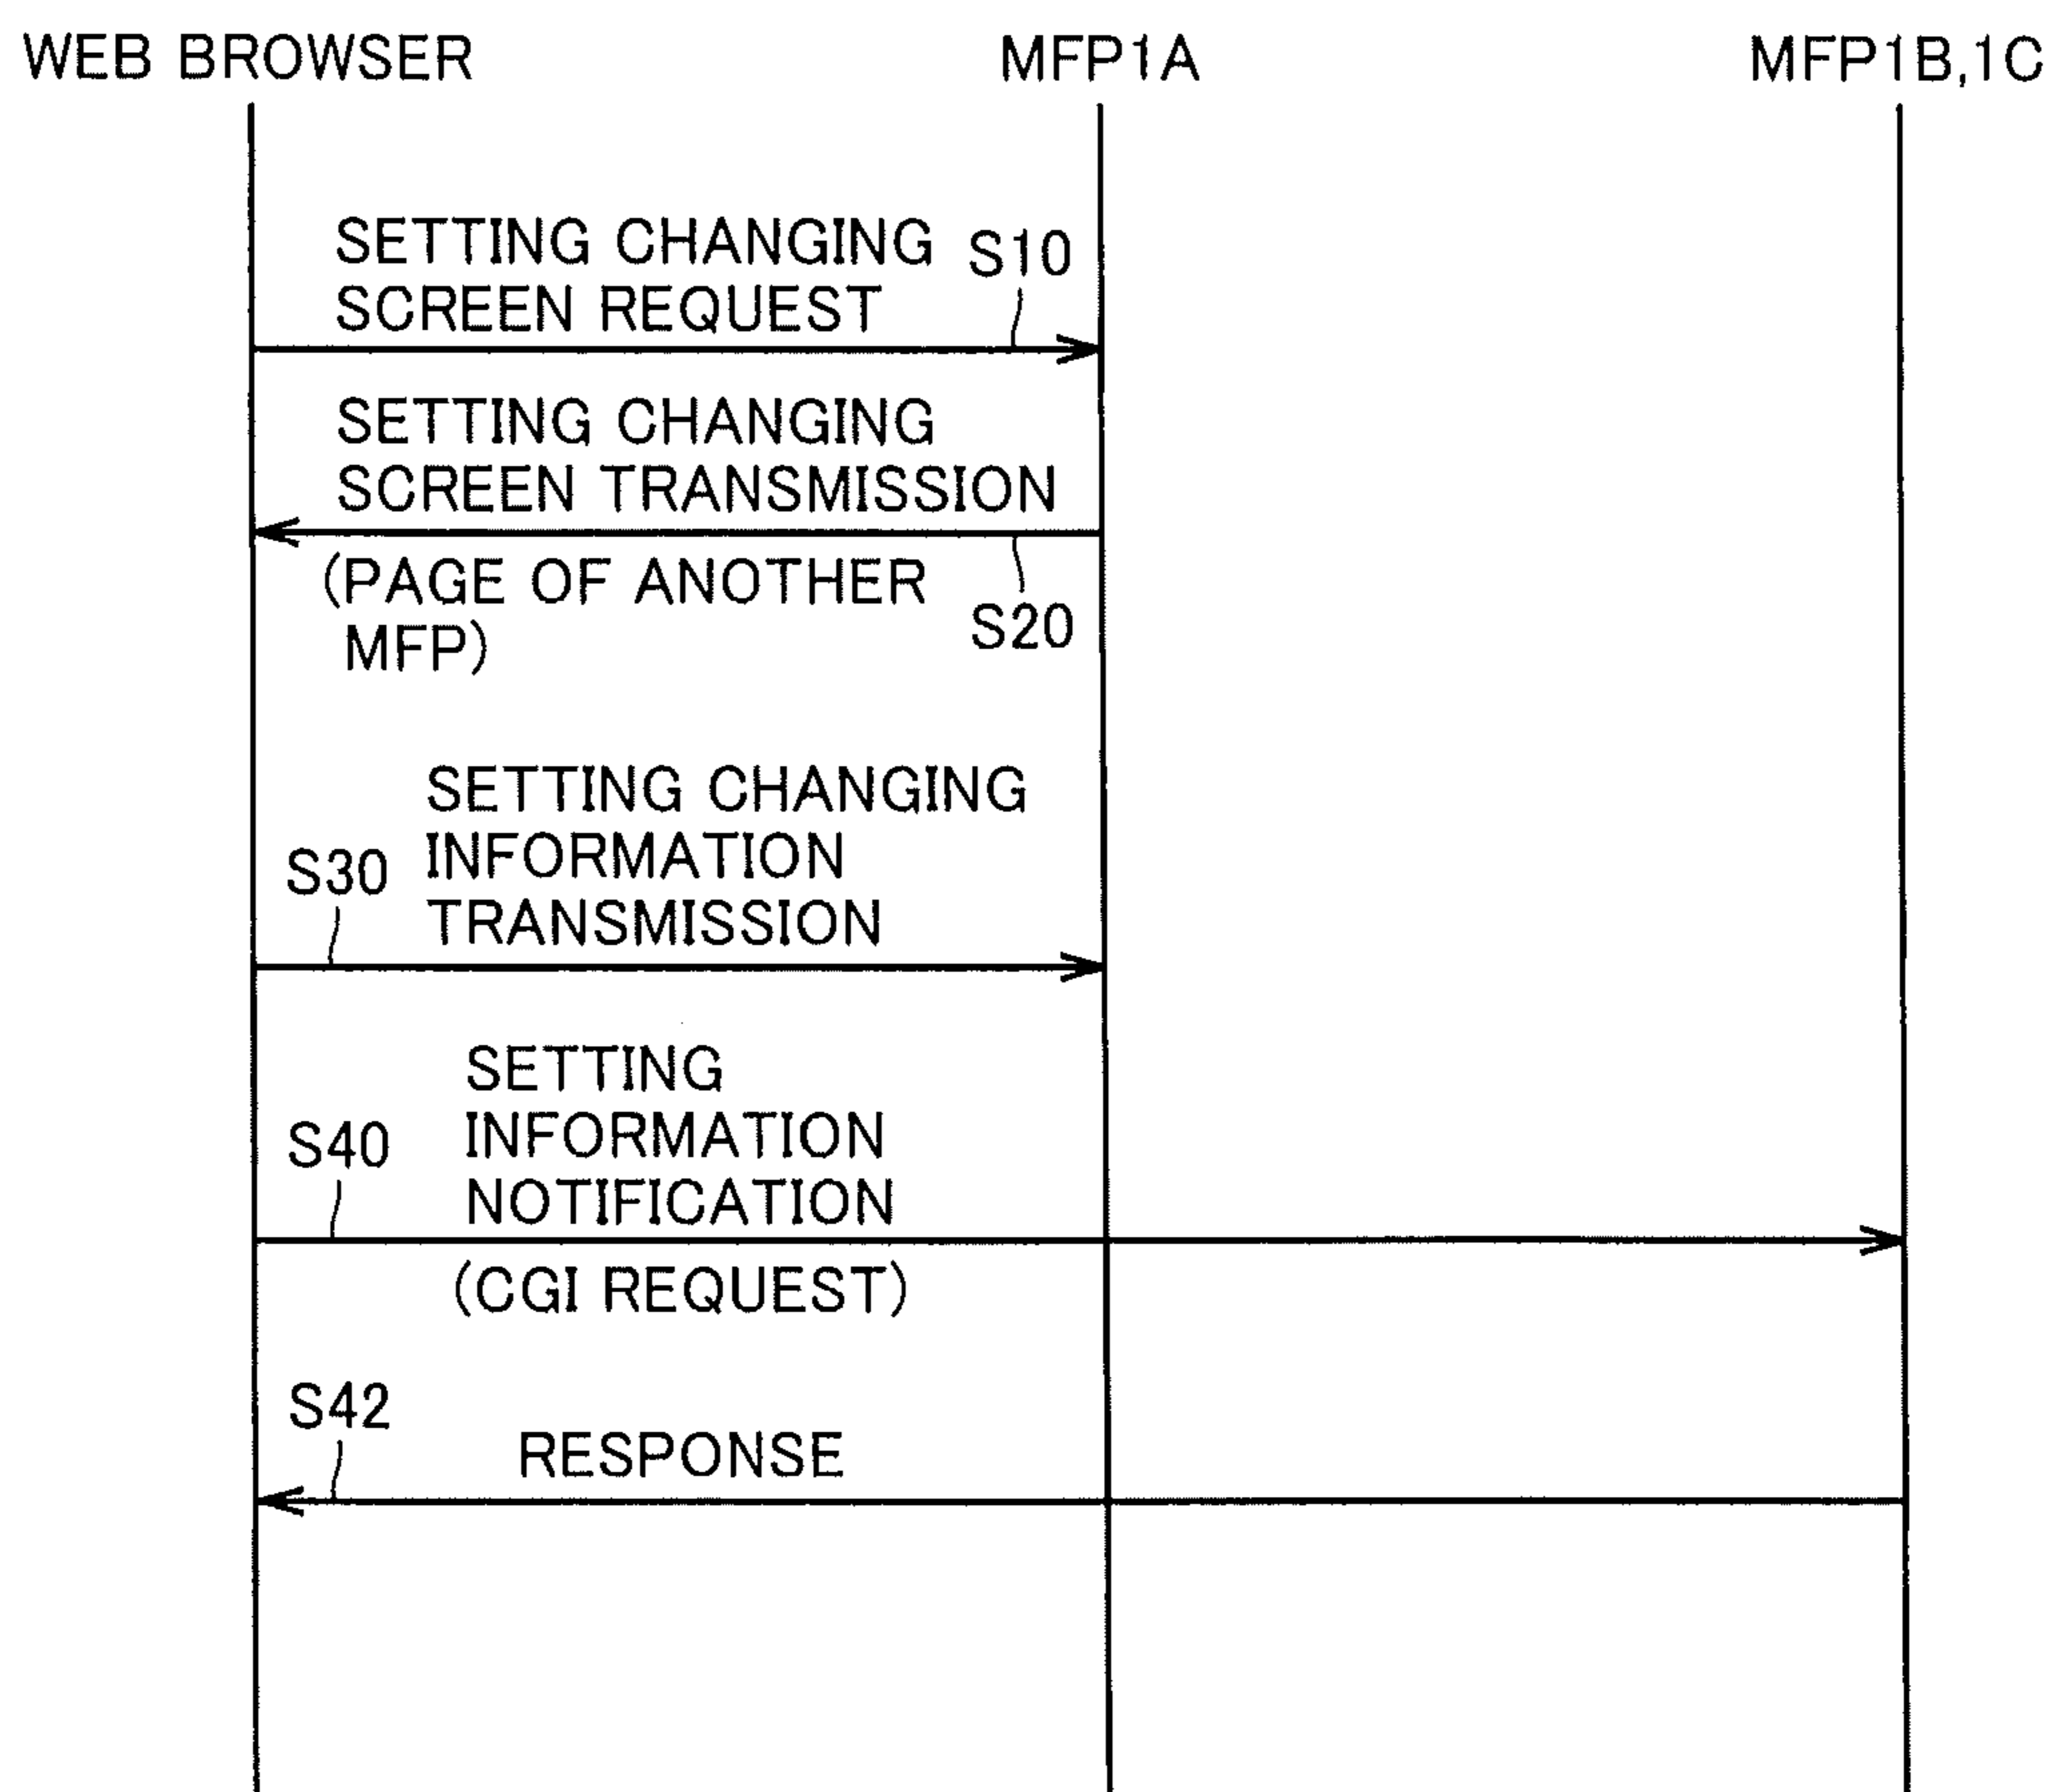 WEB BROWSER
MFP1A
MFP1B,1C
SETTING CHANGING
SCREEN REQUEST
S10
SETTING CHANGING
SCREEN TRANSMISSION
(PAGE OF ANOTHER
MFP)
S20
SETTING CHANGING
INFORMATION
TRANSMISSION
S30
SETTING
INFORMATION
NOTIFICATION
S40
(CGI REQUEST)
S42
RESPONSE